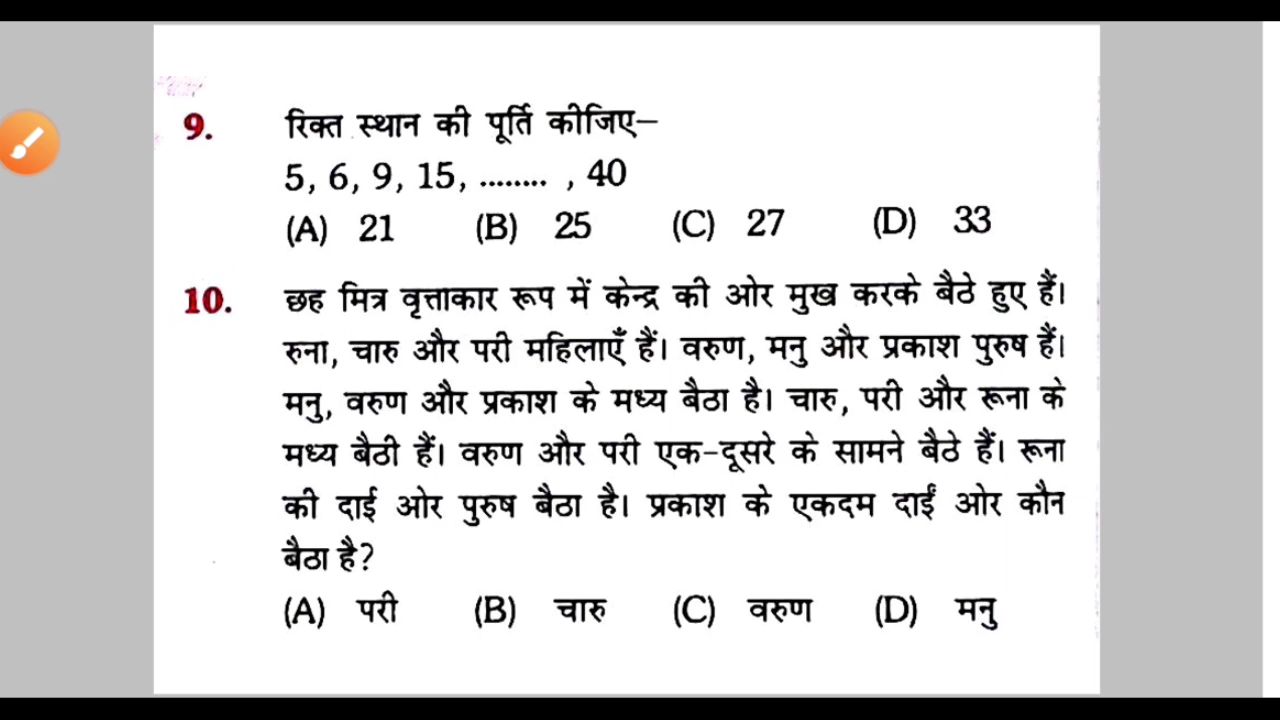 9. रिक्त स्थान की पूर्ति कीजिए–
5, 6, 9, 15, ........ , 40
(A) 21 (B) 25 (C) 27 (D) 33
10. छह मित्र वृत्ताकार रूप में केन्द्र की ओर मुख करके बैठे हुए हैं।
रुना, चारु और परी महिलाएँ हैं। वरुण, मनु और प्रकाश पुरुष हैं।
मनु, वरुण और प्रकाश के मध्य बैठा है। चारु, परी और रूना के
मध्य बैठी हैं। वरुण और परी एक-दूसरे के सामने बैठे हैं। रूना
की दाई ओर पुरुष बैठा है। प्रकाश के एकदम दाईं ओर कौन
बैठा है?
(A) परी (B) चारु (C) वरुण (D) मनु